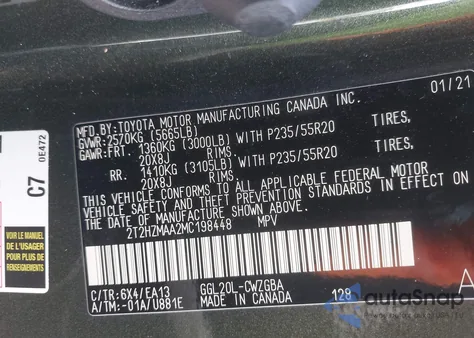 MFD.BY:TOYOTA MOTOR MANUFACTURING CANADA INC. 01/21
GVWR:2570KG (5665LB)
GAWR:FRT. 1360KG (3000LB) WITH P235/55R20 TIRES,
20X8J RIMS.
RR. 1410KG (3105LB) WITH P235/55R20 TIRES,
20X8J RIMS.
THIS VEHICLE CONFORMS TO ALL APPLICABLE FEDERAL MOTOR
VEHICLE SAFETY AND THEFT PREVENTION STANDARDS IN EFFECT ON
THE DATE OF MANUFACTURE SHOWN ABOVE.
2T2HZMAA2MC198448 MPV
C/TR:6X4/EA13 GGL20L-CWZGBA
A/TM:-01A/U881E MADE IN CANADA 128
A
C7
0E472
VOIR LE MANUEL
DE L'USAGER
POUR PLUS DE
RENSEIGNEMENTS
autoSnap